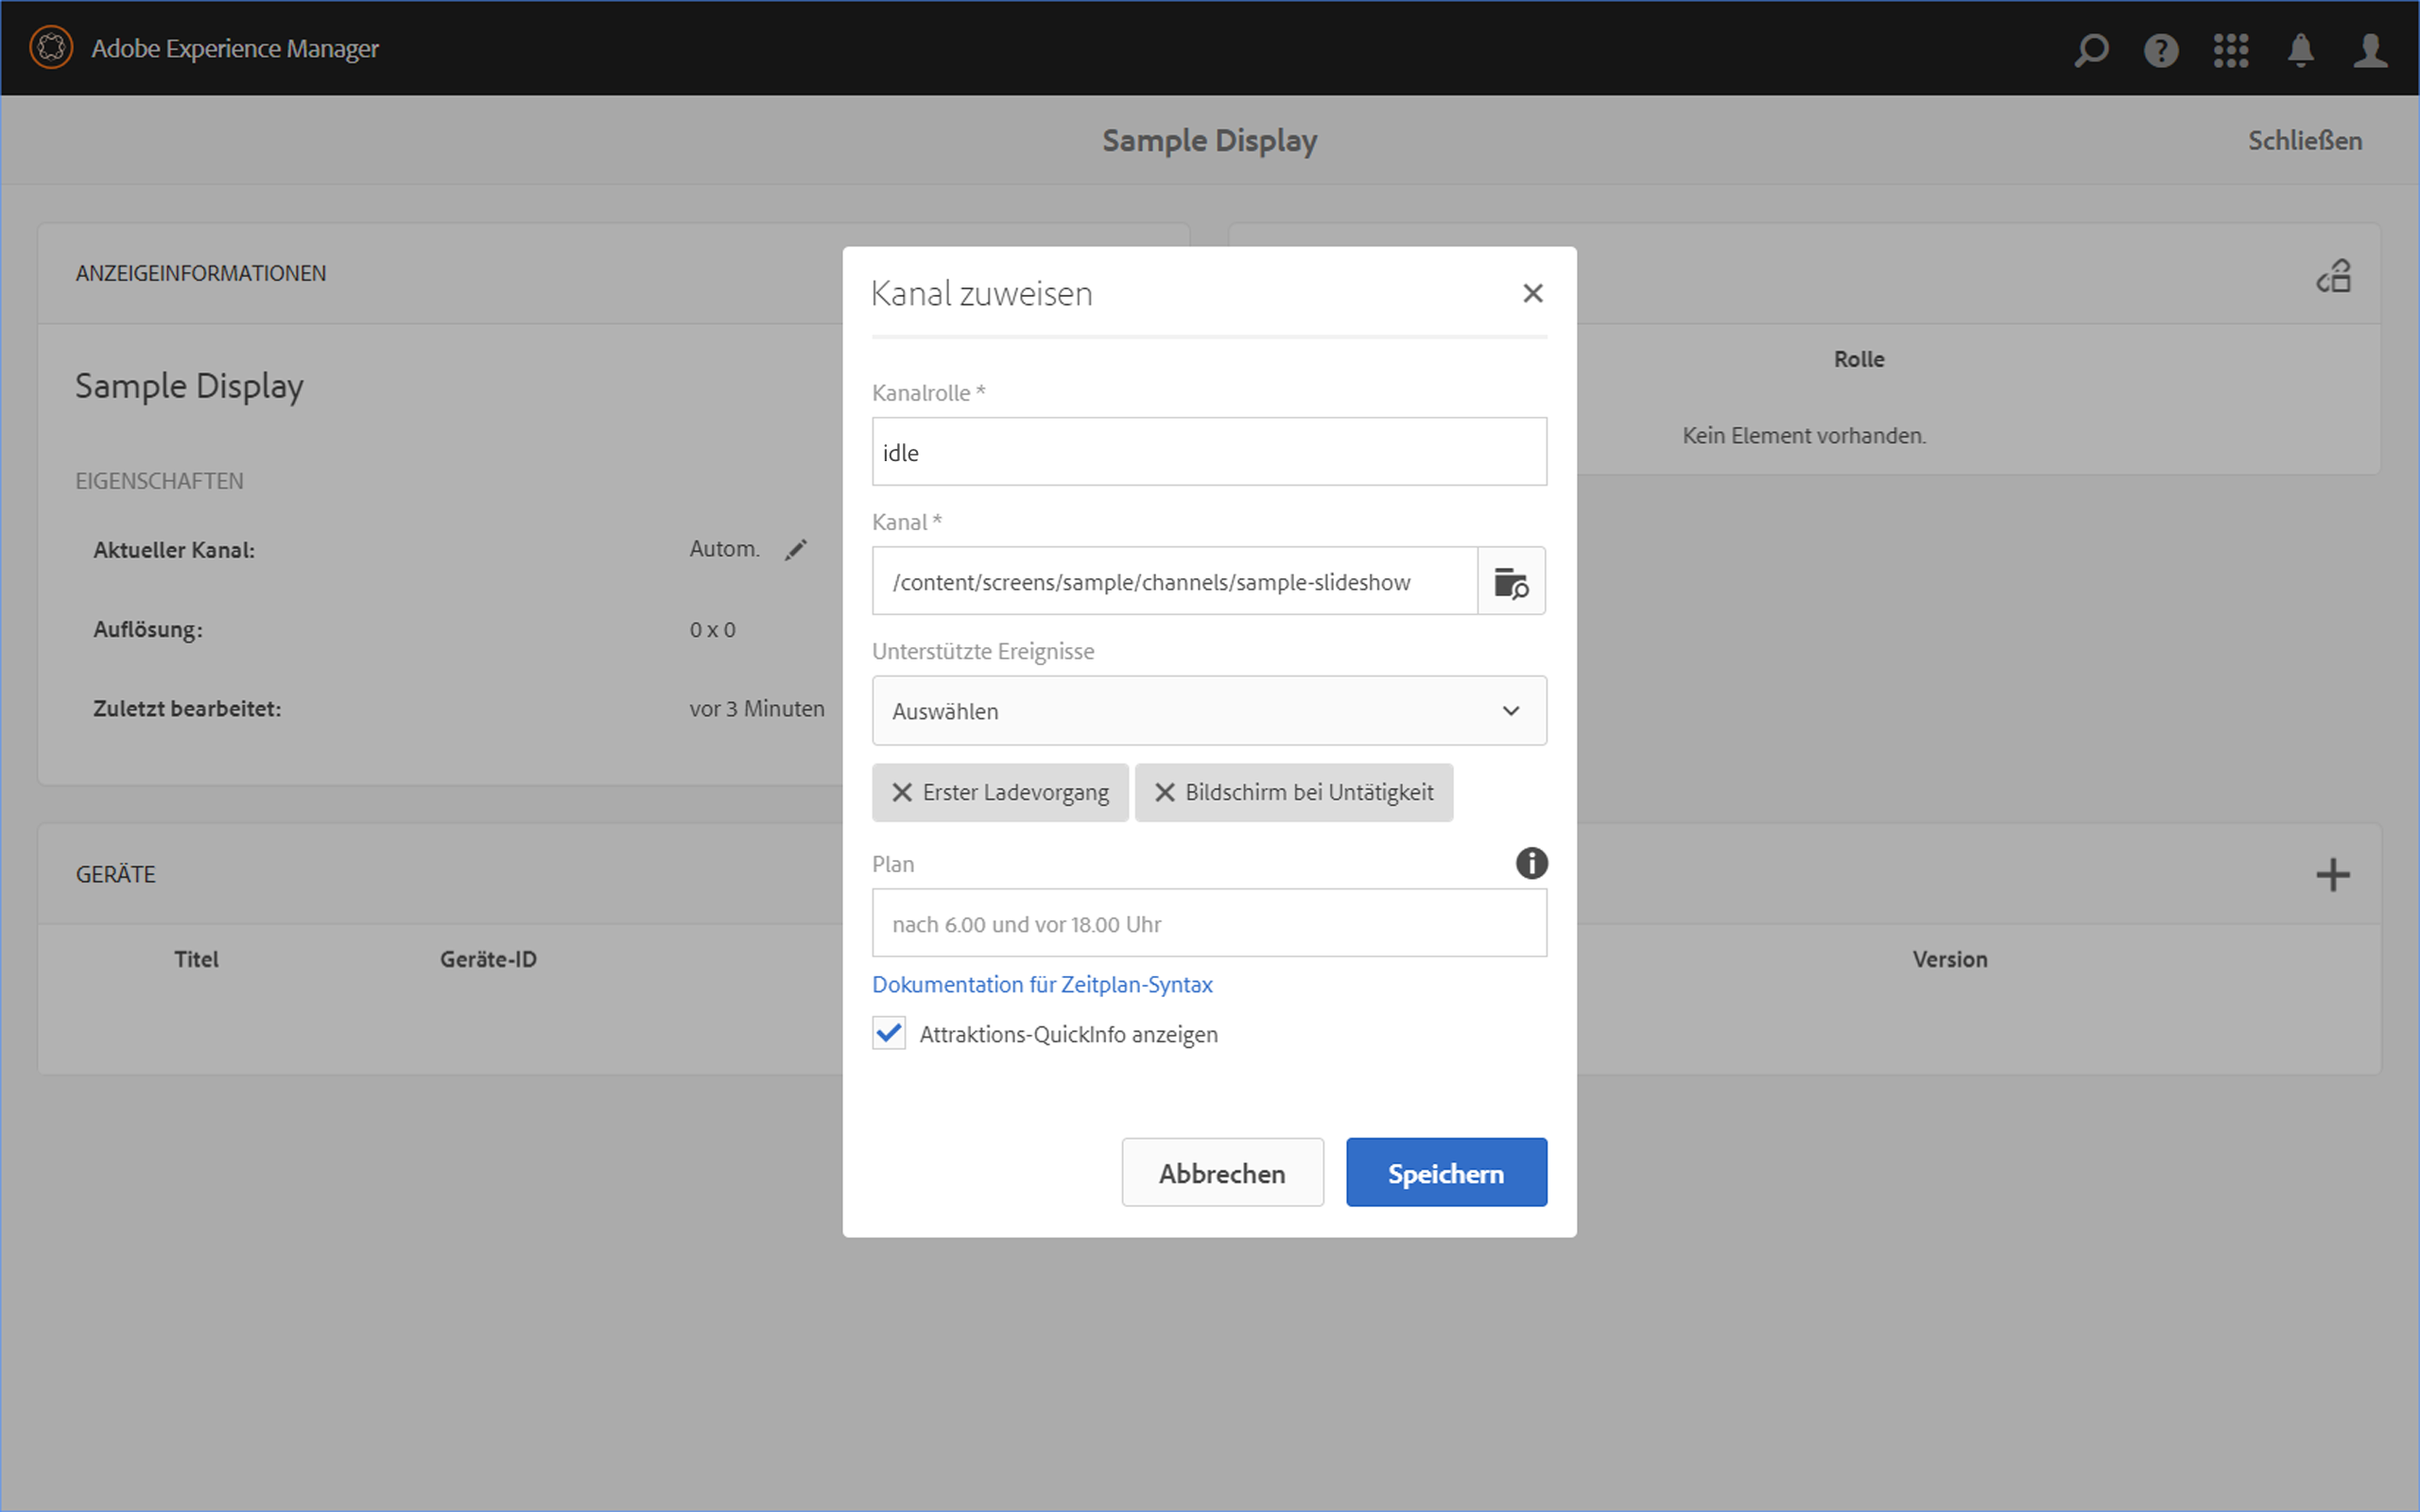 Adobe Experience Manager
Sample Display
Schließen
ANZEIGEINFORMATIONEN
Sample Display
EIGENSCHAFTEN
Aktueller Kanal: Autom.
Auflösung: 0 x 0
Zuletzt bearbeitet: vor 3 Minuten
Rolle
Kein Element vorhanden.
Kanal zuweisen
Kanalrolle *
idle
Kanal *
/content/screens/sample/channels/sample-slideshow
Unterstützte Ereignisse
Auswählen
Erster Ladevorgang Bildschirm bei Untätigkeit
Plan
nach 6.00 und vor 18.00 Uhr
Dokumentation für Zeitplan-Syntax
Attraktions-QuickInfo anzeigen
Abbrechen Speichern
GERÄTE
Titel Geräte-ID Version